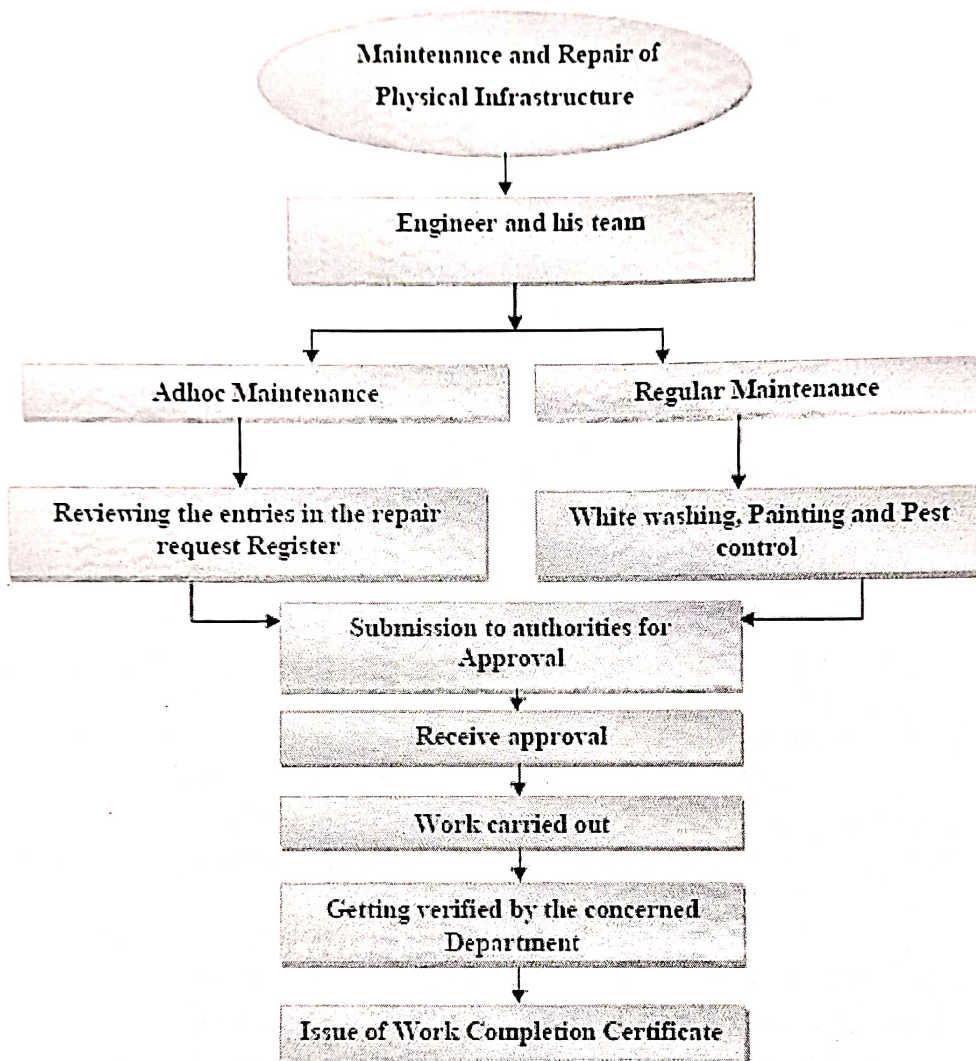 Maintenance and Repair of
Physical Infrastructure
Engineer and his team
Adhoc Maintenance
Regular Maintenance
Reviewing the entries in the repair
request Register
White washing, Painting and Pest
control
Submission to authorities for
Approval
Receive approval
Work carried out
Getting verified by the concerned
Department
Issue of Work Completion Certificate